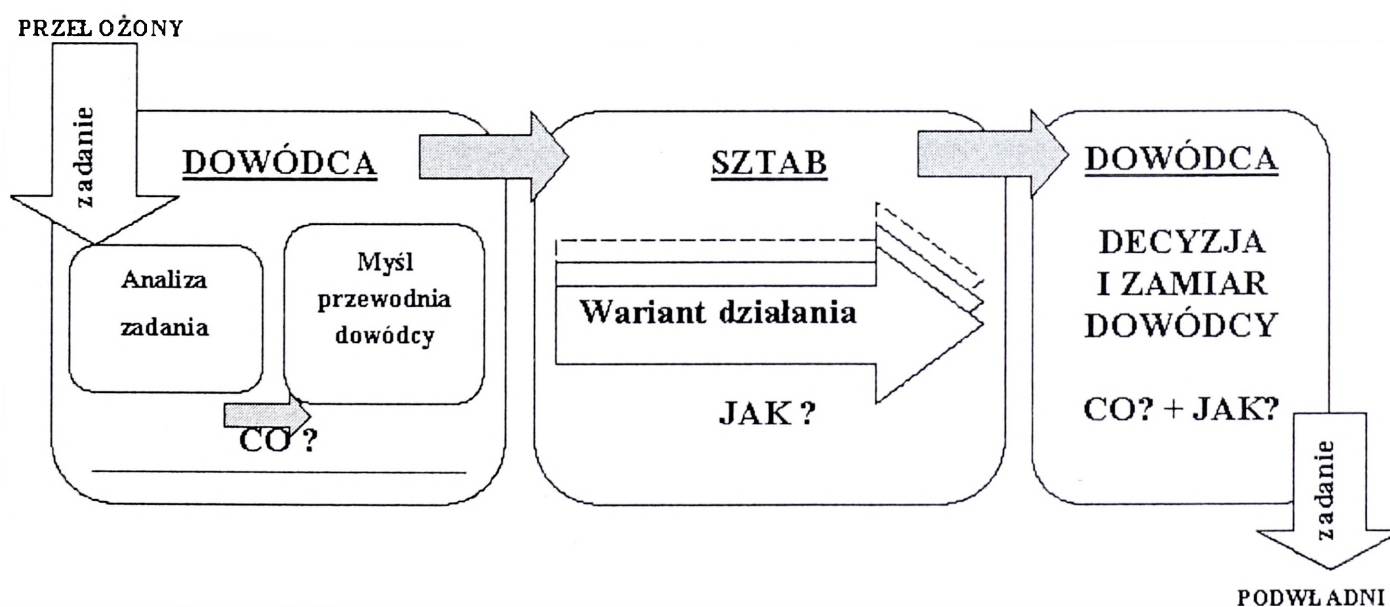 PRZEŁOŻONY
zadanie
DOWÓDCA
Analiza
zadania
Myśl
przewodnia
dowódcy
CO ?
SZTAB
Wariant działania
JAK ?
DOWÓDCA
DECYZJA
I ZAMIAR
DOWÓDCY
CO? + JAK?
zadanie
PODWŁADNI